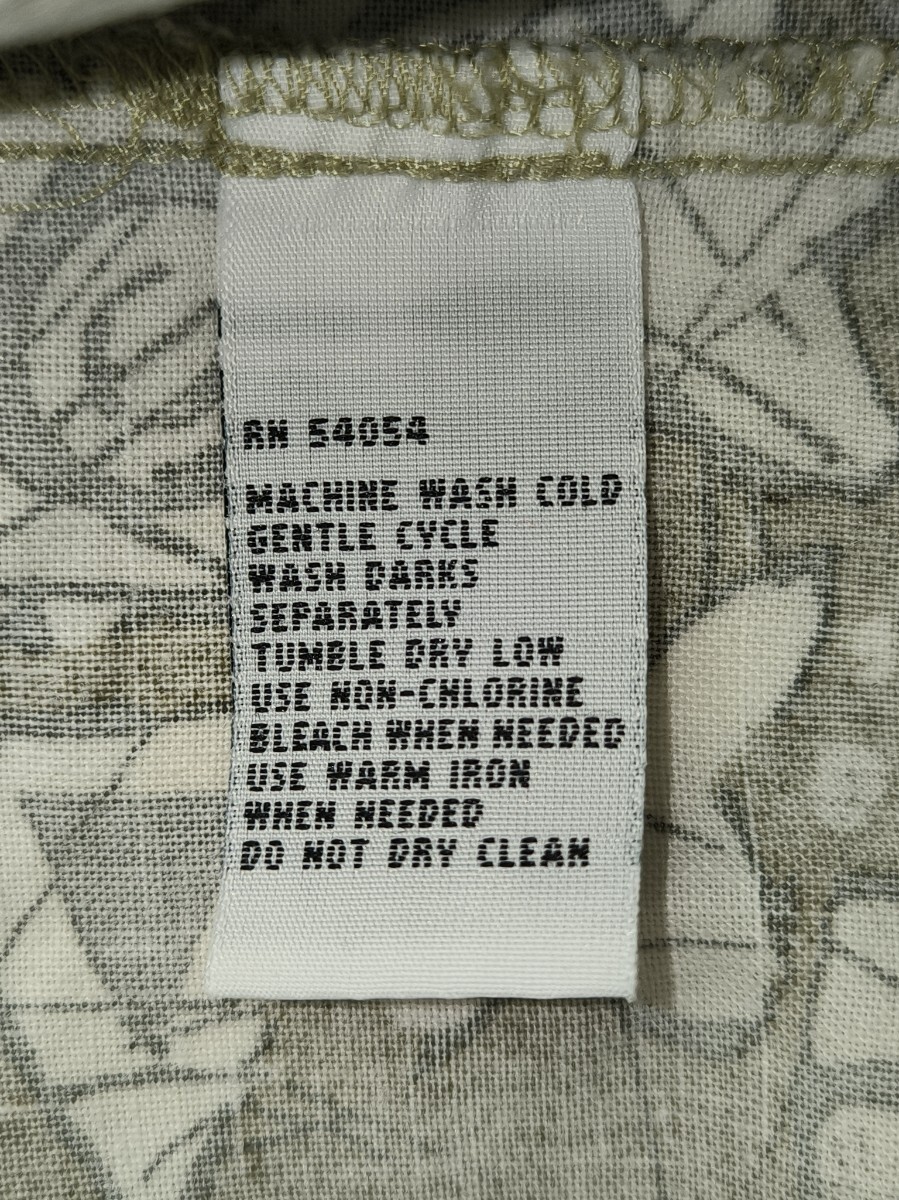 RN 54054
MACHINE WASH COLD
GENTLE CYCLE
WASH DARKS
SEPARATELY
TUMBLE DRY LOW
USE NON-CHLORINE
BLEACH WHEN NEEDED
USE WARM IRON
WHEN NEEDED
DO NOT DRY CLEAN